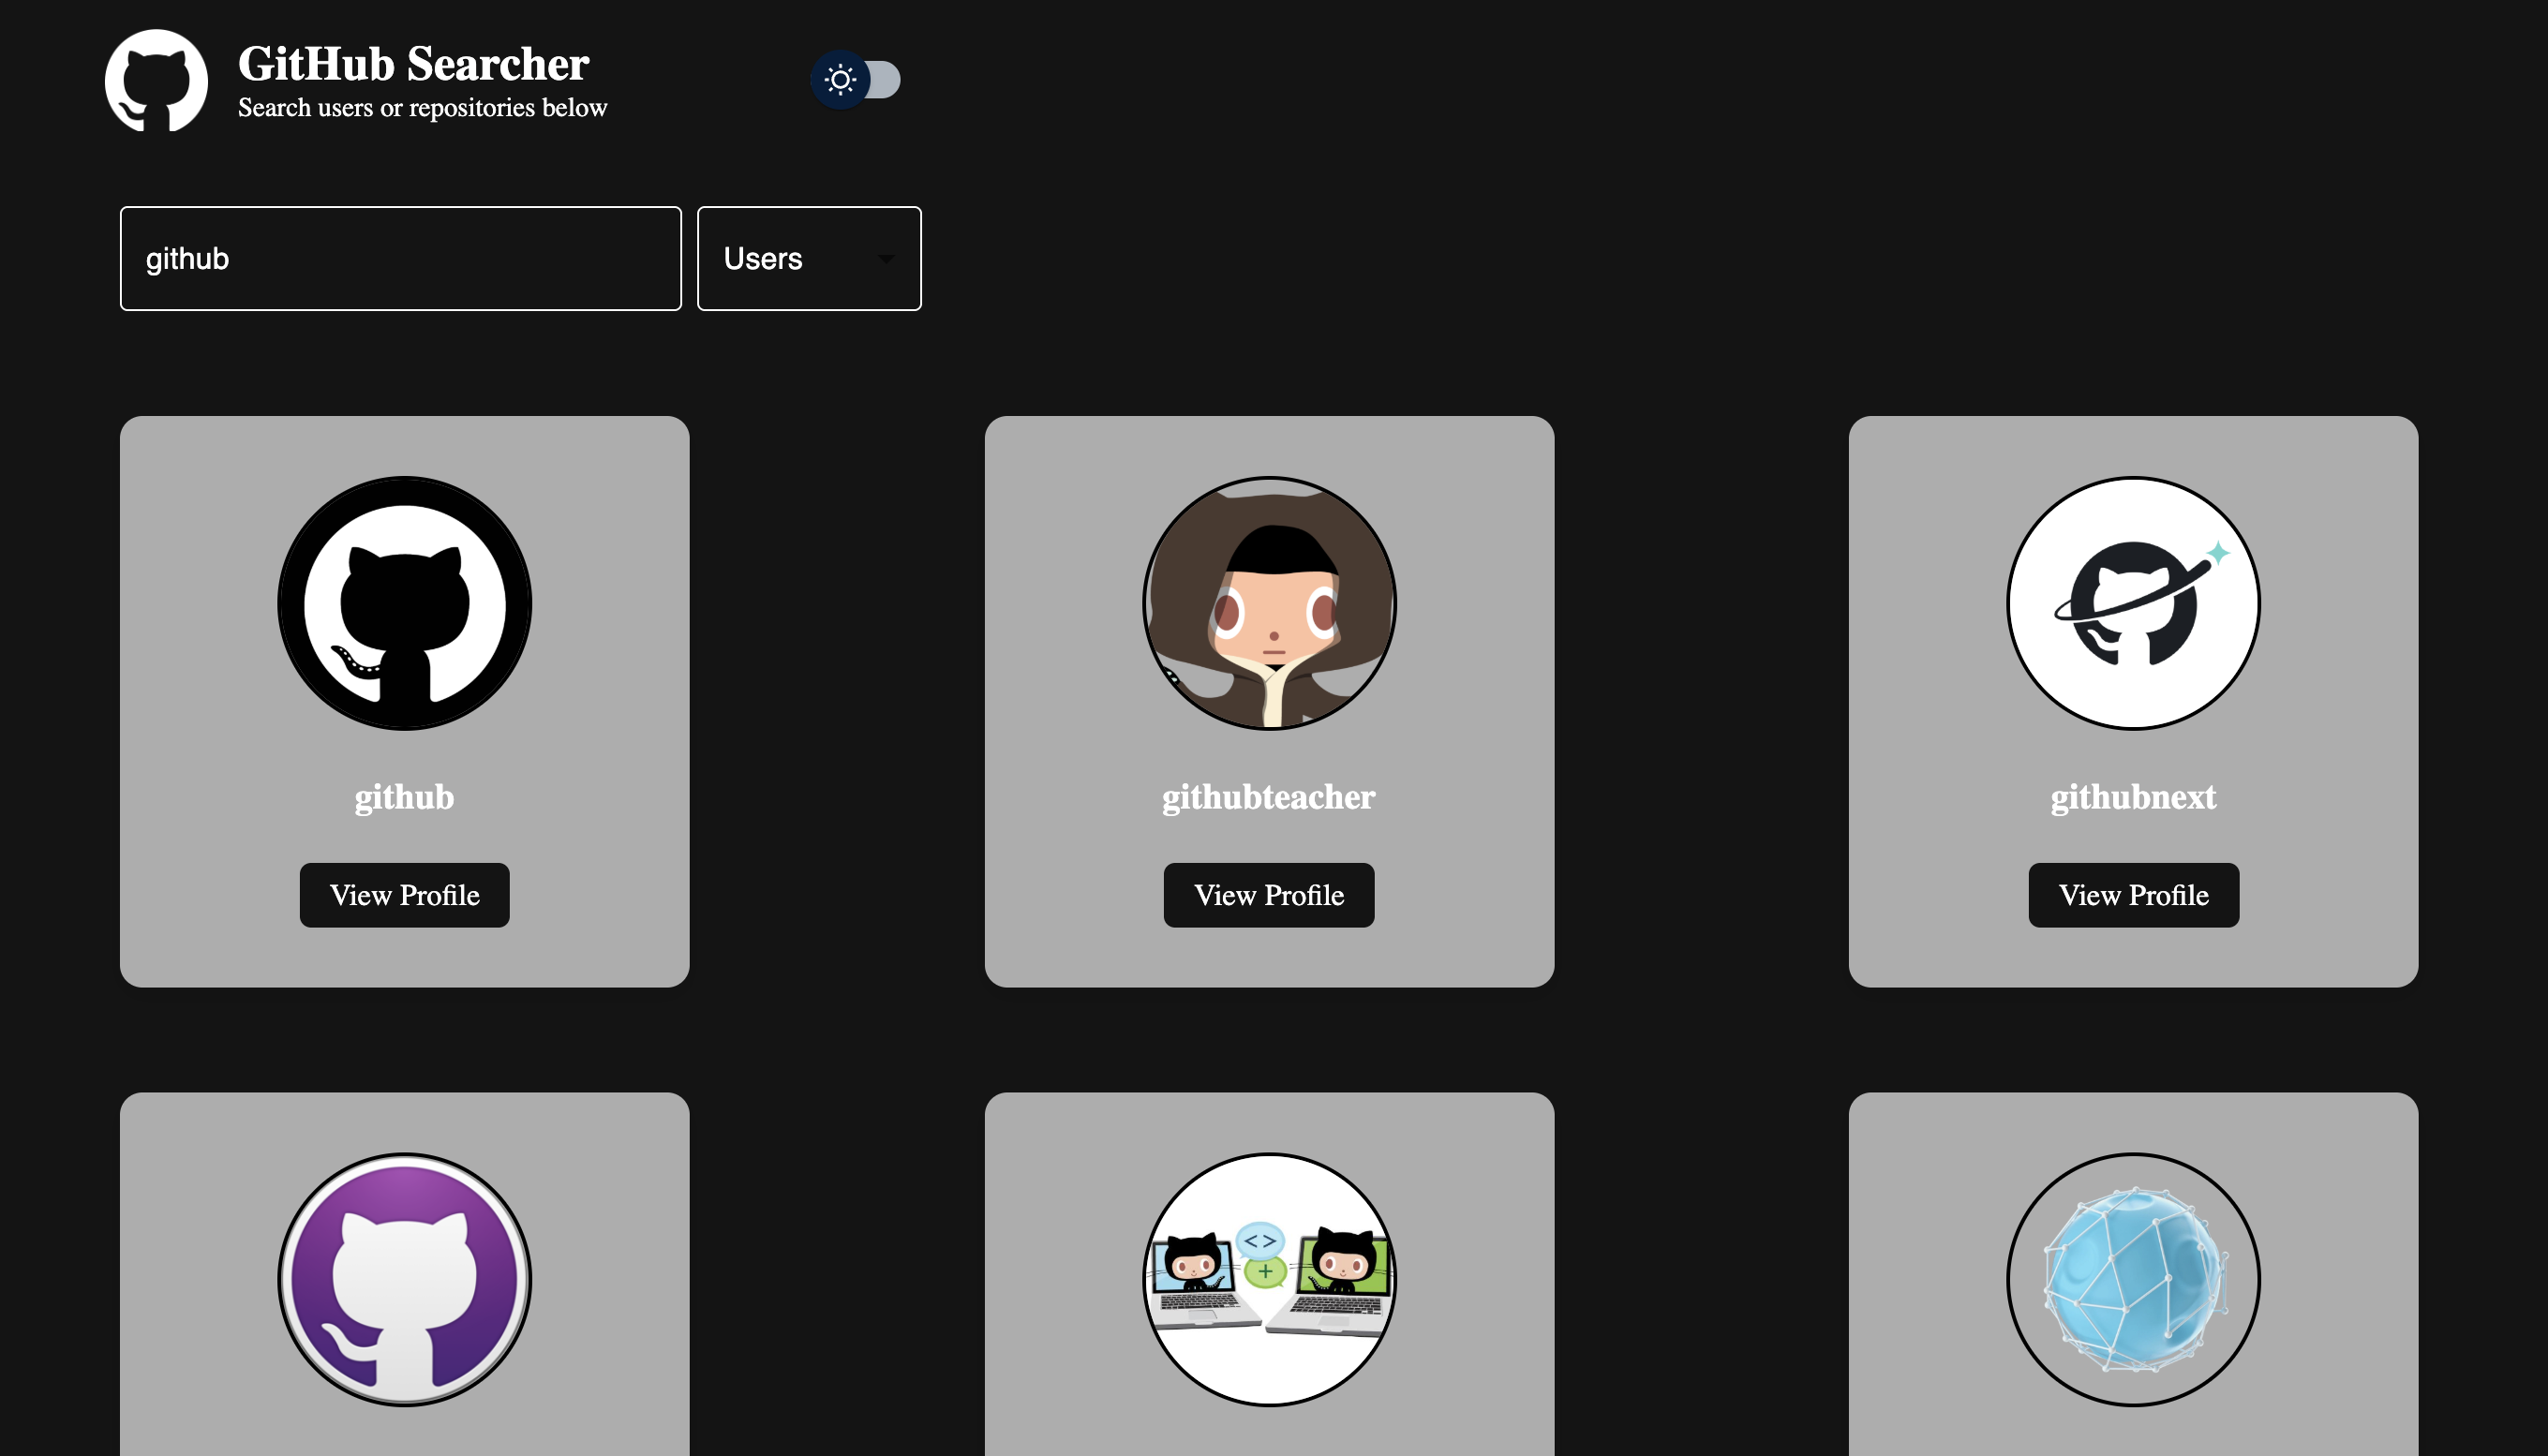 GitHub Searcher
Search users or repositories below
github
Users
github
githubteacher
githubnext
View Profile
View Profile
View Profile
<>
+